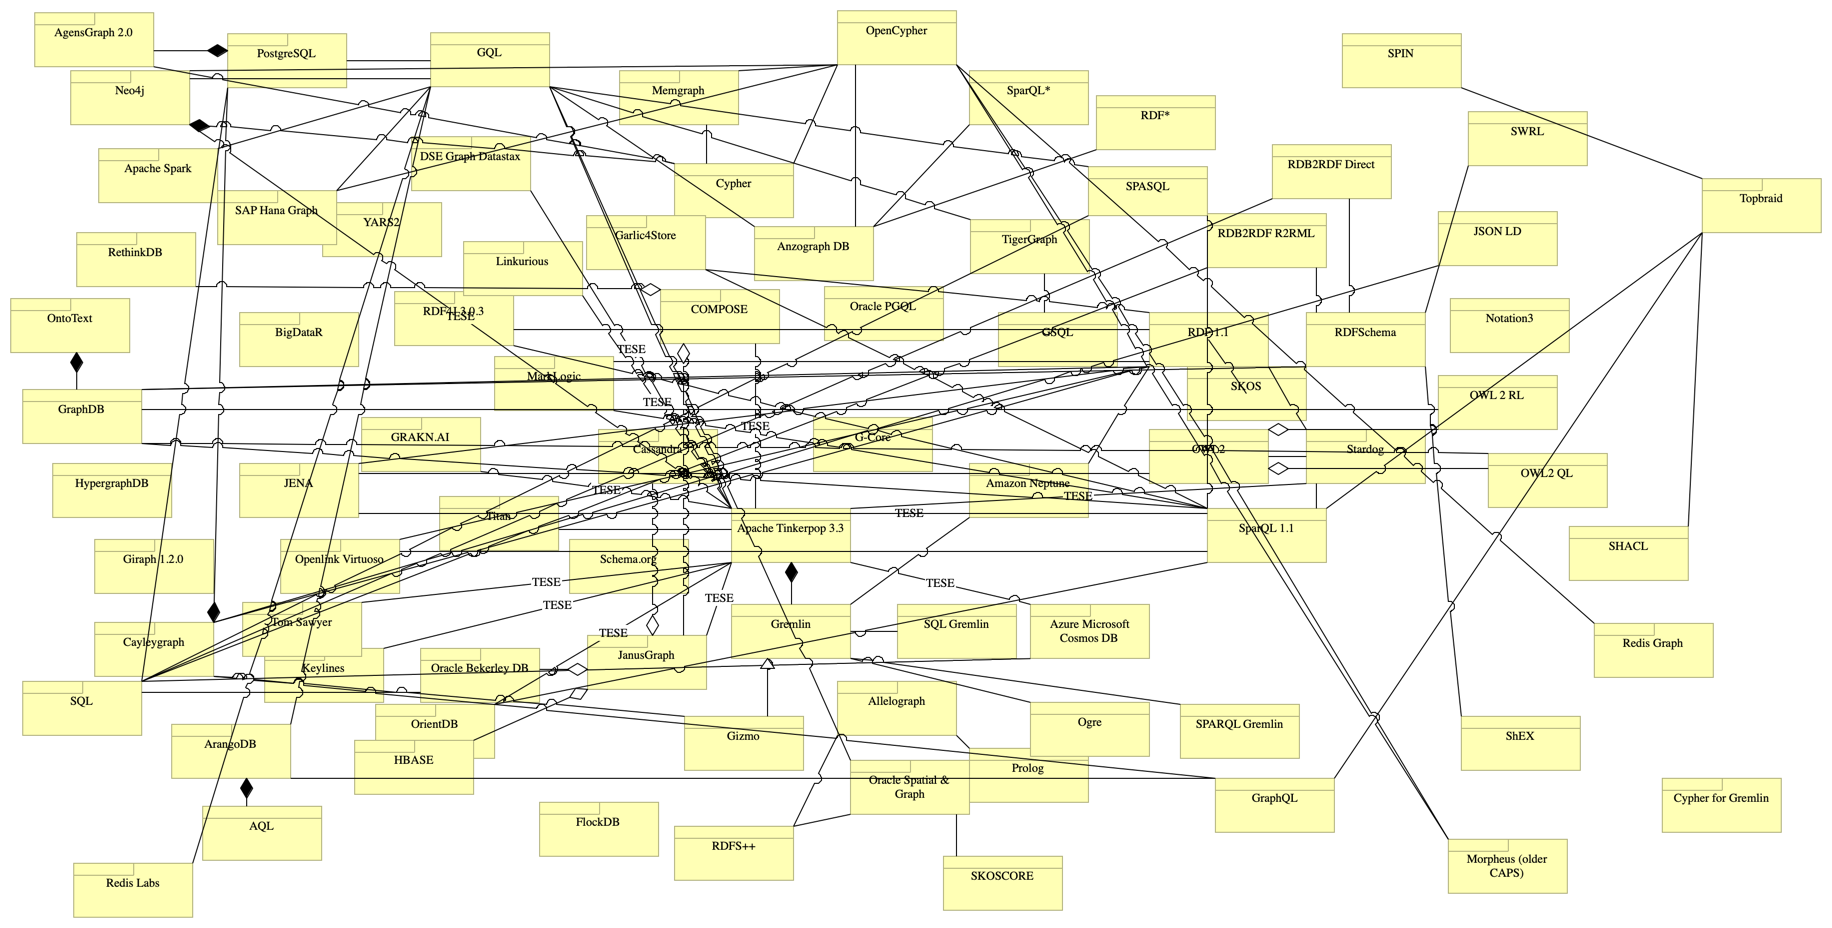 AgensGraph 2.0
PostgreSQL
GQL
OpenCypher
SPIN
Neo4j
Memgraph
SparQL*
RDF*
SWRL
Apache Spark
DSE Graph Datastax
Cypher
SPASQL
RDB2RDF Direct
Topbraid
SAP Hana Graph
YARS2
Garlic4Store
Anzograph DB
TigerGraph
RDB2RDF R2RML
JSON LD
RethinkDB
Linkurious
OntoText
BigDataR
RDF4J 3.0.3
TESE
COMPOSE
Oracle PGQL
GSQL
RDF 1.1
RDFSchema
Notation3
TESE
MarkLogic
SKOS
OWL 2 RL
GraphDB
TESE
TESE
GRAKN.AI
Cassandra
G-Core
OWL2
Stardog
OWL2 QL
HypergraphDB
JENA
TESE
Amazon Neptune
TESE
Titan
TESE
Apache Tinkerpop 3.3
SparQL 1.1
SHACL
Giraph 1.2.0
Openlink Virtuoso
Schema.org
TESE
TESE
TESE
TESE
Cayleygraph
Tom Sawyer
TESE
Gremlin
SQL Gremlin
Azure Microsoft
Cosmos DB
Redis Graph
Keylines
Oracle Bekerley DB
JanusGraph
SQL
OrientDB
Gizmo
Allelograph
Ogre
SPARQL Gremlin
ShEX
ArangoDB
HBASE
Oracle Spatial &
Graph
Prolog
GraphQL
Cypher for Gremlin
AQL
FlockDB
RDFS++
Redis Labs
SKOSCORE
Morpheus (older
CAPS)